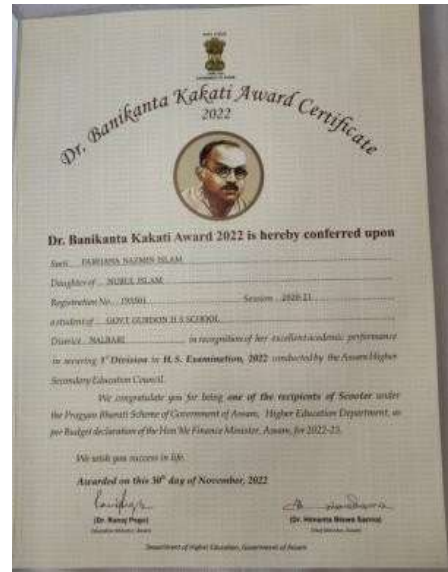 Dr. Banikanta Kakati Award Certificate
2022
Dr. Banikanta Kakati Award 2022 is hereby conferred upon
Smti. FARHANA NAZMIN ISLAM
Daughter of NURUL ISLAM
Registration No. Session 2020-21
a student of GOVT. GURDON H.S SCHOOL
District NALBARI in recognition of her excellent academic performance
in securing 1st Division in H.S. Examination, 2022 conducted by the Assam Higher
Secondary Education Council.
We congratulate you for being one of the recipients of Scooter under
the Pragyan Bharati Scheme of Government of Assam, Higher Education Department, as
per Budget declaration of the Hon'ble Finance Minister, Assam, for 2022-23.
We wish you success in life.
Awarded on this 30th day of November, 2022
(Dr. Ranoj Pegu) (Dr. Himanta Biswa Sarma)
Education Minister, Assam Chief Minister, Assam
Department of Higher Education, Government of Assam